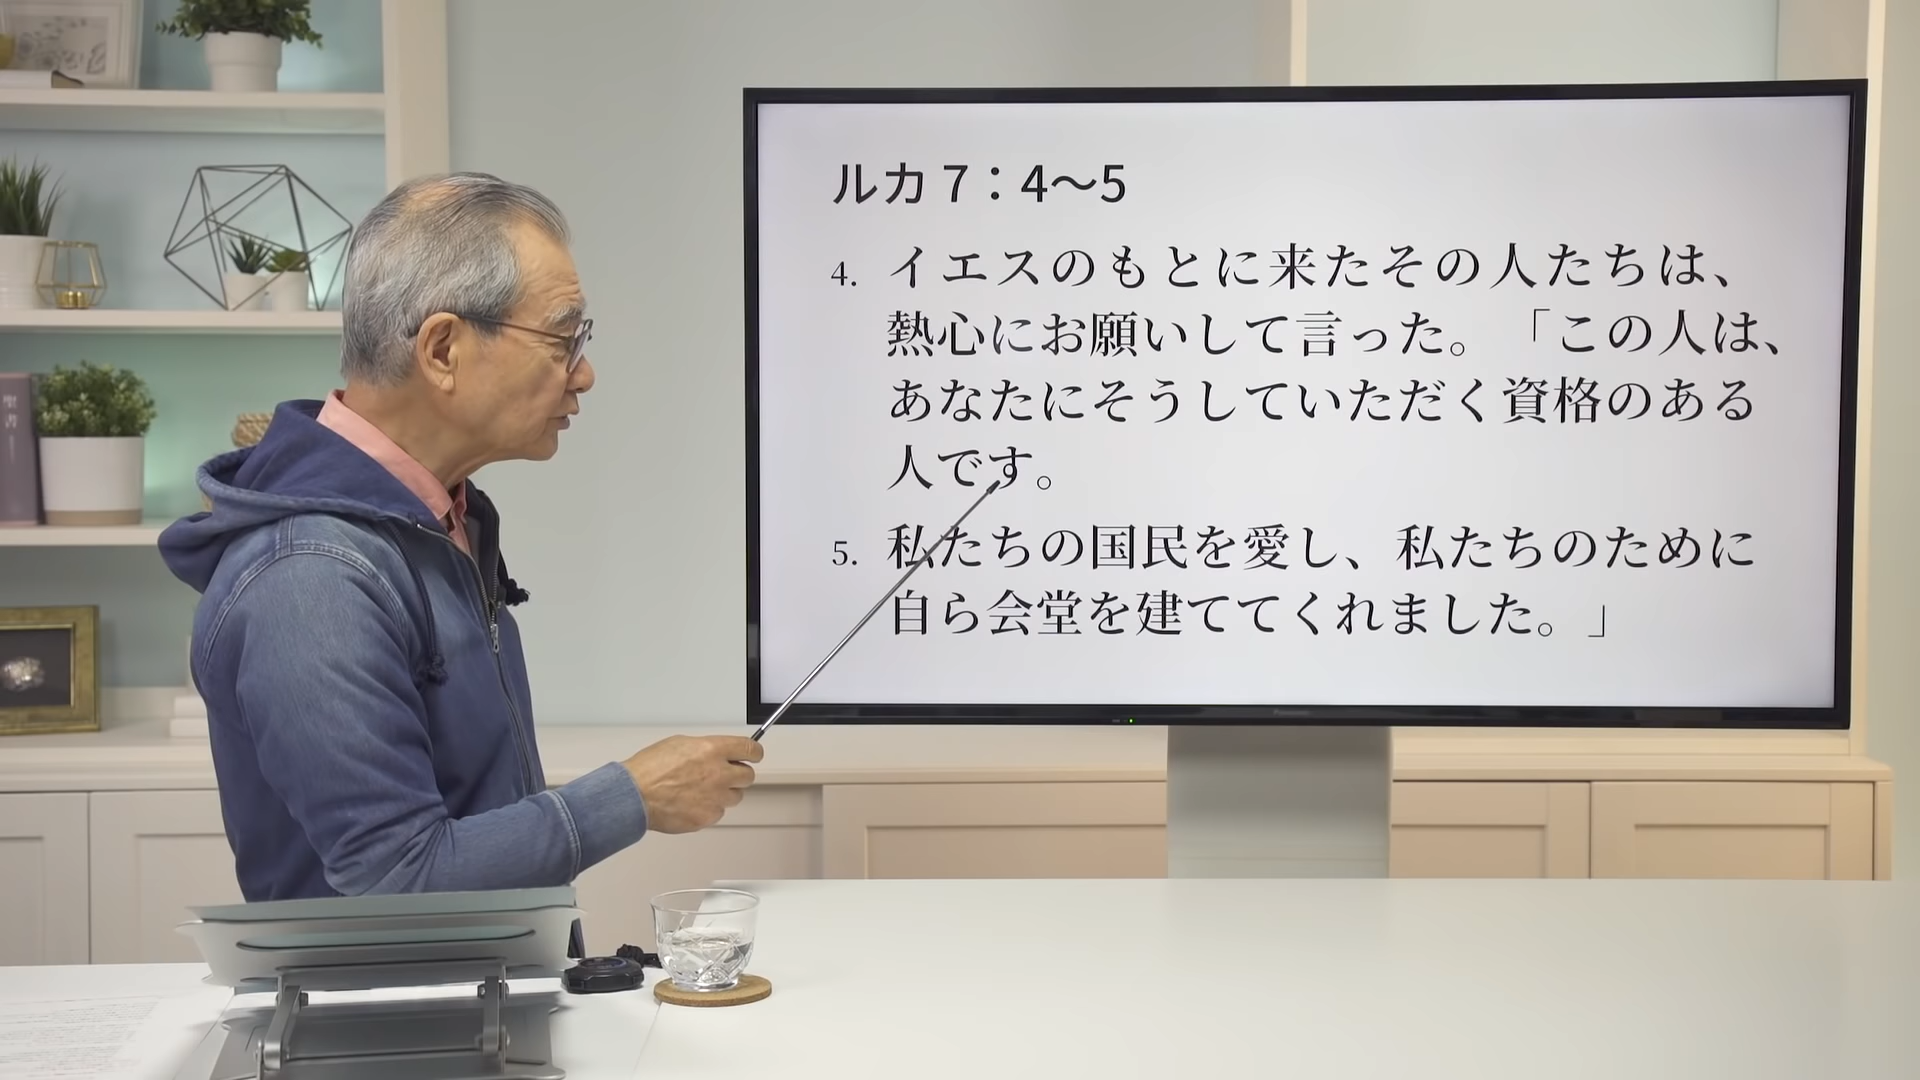 ルカ 7：4〜5
4. イエスのもとに来たその人たちは、
熱心にお願いして言った。「この人は、
あなたにそうしていただく資格のある
人です。
5. 私たちの国民を愛し、私たちのために
自ら会堂を建ててくれました。」
聖書